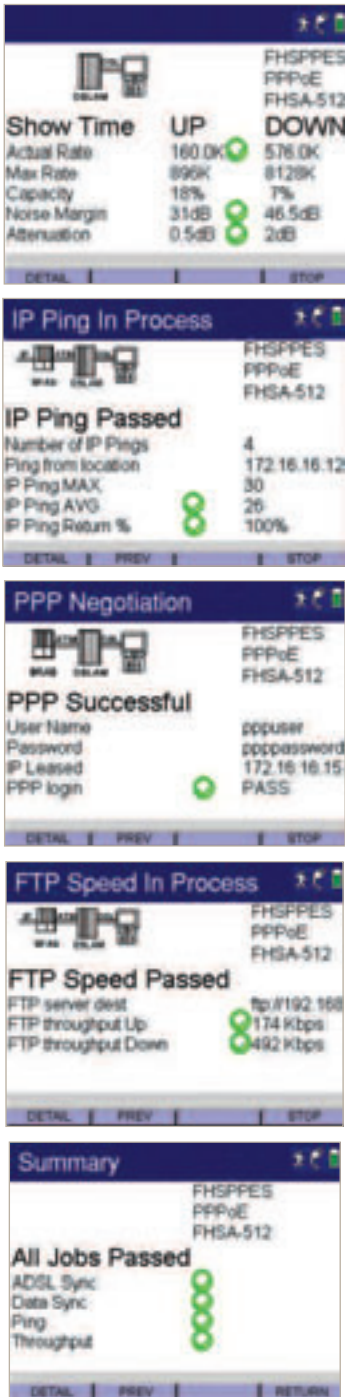 FHSPPES
PPPoE
DSLAM
FHSA-512
Show Time UP DOWN
Actual Rate 160.0K 576.0K
Max Rate 896K 8128K
Capacity 18% 7%
Noise Margin 31dB 46.5dB
Attenuation 0.5dB 2dB
DETAIL STOP
IP Ping In Process
FHSPPES
PPPoE
BRAS DSLAM
FHSA-512
IP Ping Passed
Number of IP Pings 4
Ping from location 172.16.16.12
IP Ping MAX 30
IP Ping AVG 26
IP Ping Return % 100%
DETAIL PREV STOP
PPP Negotiation
FHSPPES
PPPoE
BRAS DSLAM
FHSA-512
PPP Successful
User Name pppuser
Password ppppassword
IP Leased 172.16.16.15
PPP login PASS
DETAIL PREV STOP
FTP Speed In Process
FHSPPES
PPPoE
BRAS DSLAM
FHSA-512
FTP Speed Passed
FTP server dest ftp://192.168
FTP throughput Up 174 Kbps
FTP throughput Down 492 Kbps
DETAIL PREV STOP
Summary
FHSPPES
PPPoE
FHSA-512
All Jobs Passed
ADSL Sync
Data Sync
Ping
Throughput
DETAIL PREV RETURN